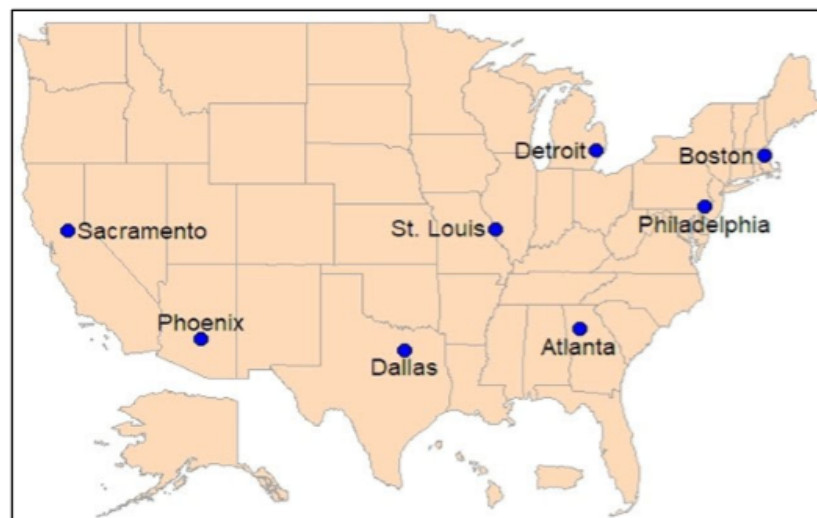 Detroit
Boston
Philadelphia
St. Louis
Sacramento
Phoenix
Atlanta
Dallas